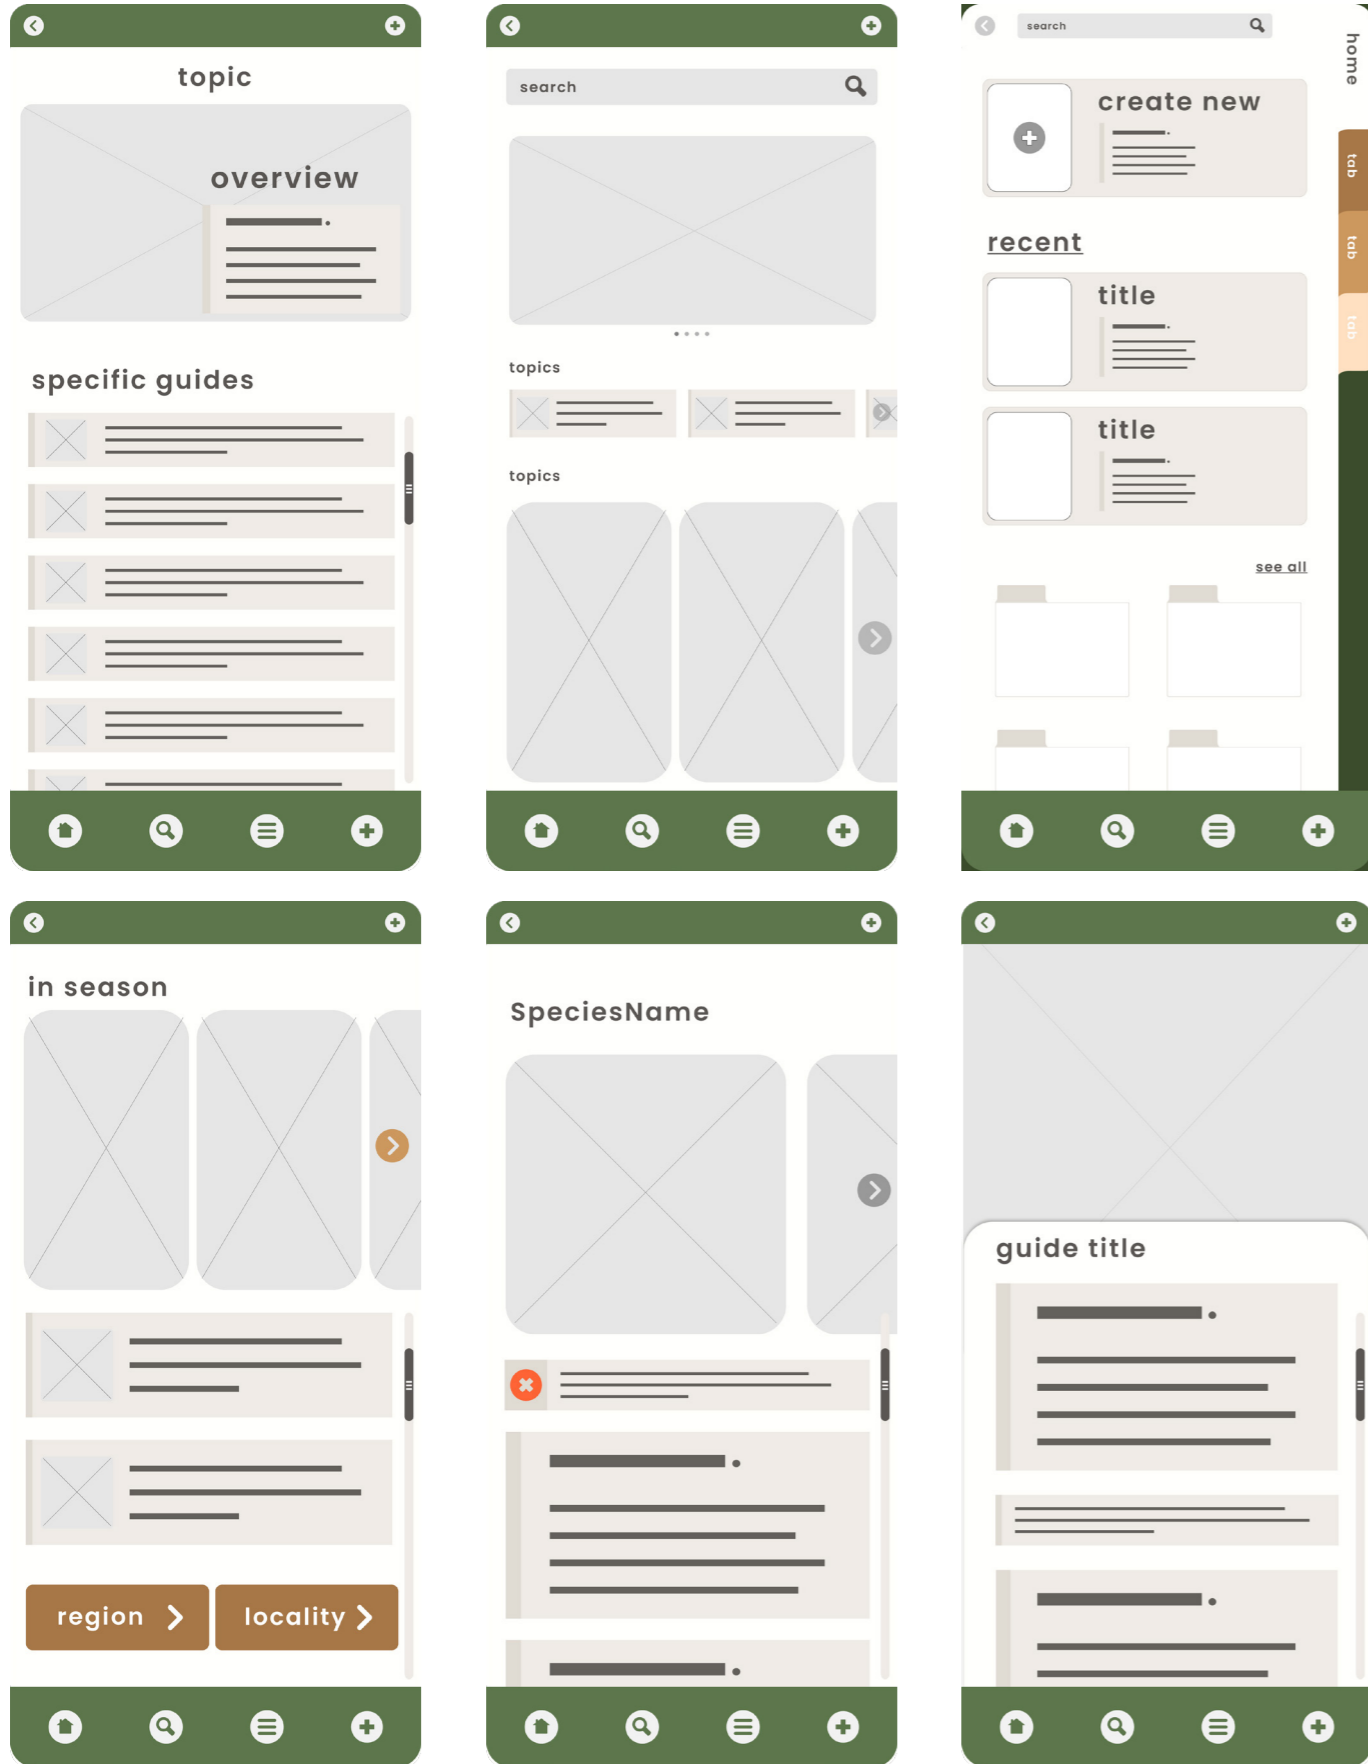 topic
overview
specific guides
search
topics
topics
search
home
create new
tab
recent
tab
title
tab
title
see all
in season
region
locality
SpeciesName
guide title